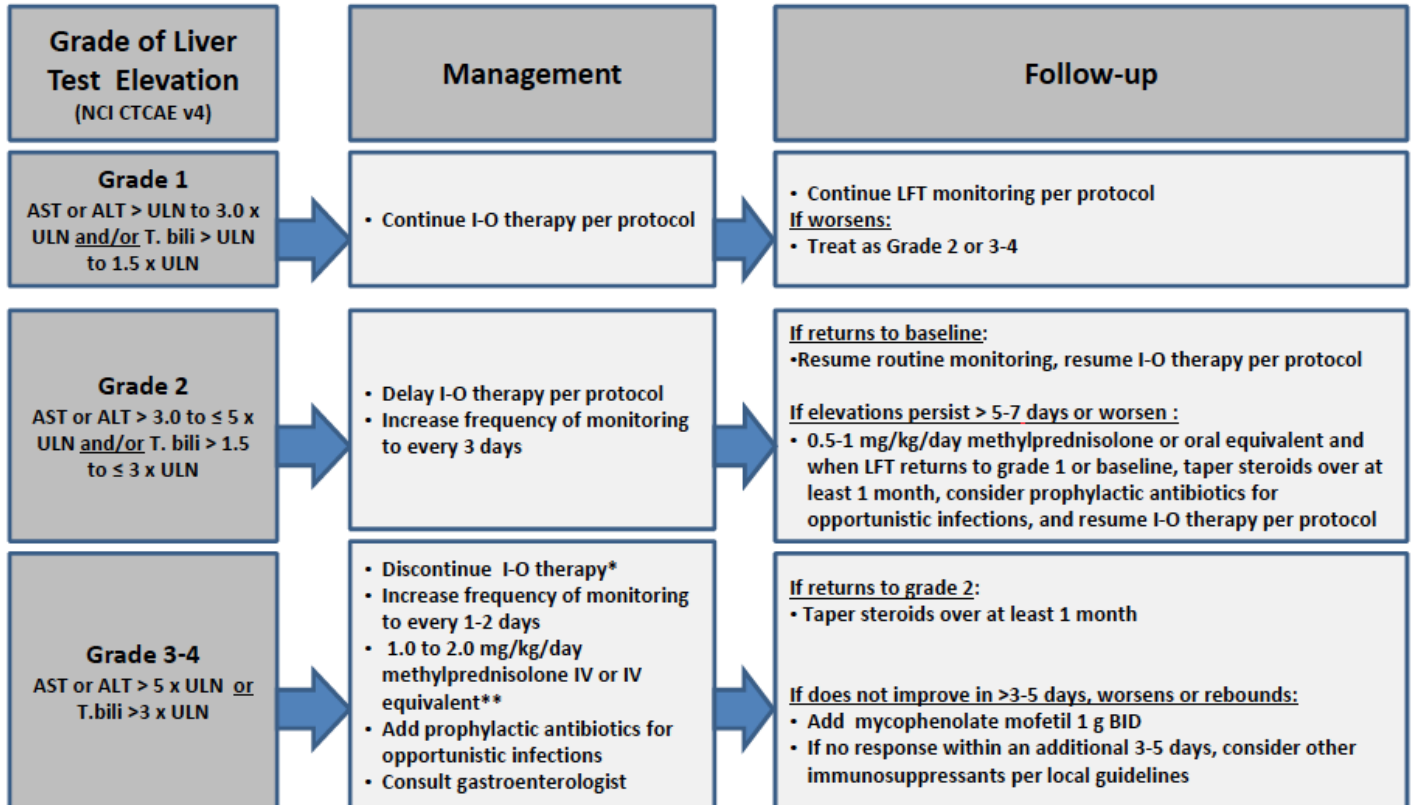 Grade of Liver
Test Elevation
(NCI CTCAE v4)
Management
Follow-up
Grade 1
AST or ALT > ULN to 3.0 x
ULN and/or T. bili > ULN
to 1.5 x ULN
• Continue I-O therapy per protocol
• Continue LFT monitoring per protocol
If worsens:
• Treat as Grade 2 or 3-4
Grade 2
AST or ALT > 3.0 to ≤ 5 x
ULN and/or T. bili > 1.5
to ≤ 3 x ULN
• Delay I-O therapy per protocol
• Increase frequency of monitoring
to every 3 days
If returns to baseline:
•Resume routine monitoring, resume I-O therapy per protocol
If elevations persist > 5-7 days or worsen :
• 0.5-1 mg/kg/day methylprednisolone or oral equivalent and
when LFT returns to grade 1 or baseline, taper steroids over at
least 1 month, consider prophylactic antibiotics for
opportunistic infections, and resume I-O therapy per protocol
Grade 3-4
AST or ALT > 5 x ULN or
T.bili >3 x ULN
• Discontinue I-O therapy*
• Increase frequency of monitoring
to every 1-2 days
• 1.0 to 2.0 mg/kg/day
methylprednisolone IV or IV
equivalent**
• Add prophylactic antibiotics for
opportunistic infections
• Consult gastroenterologist
If returns to grade 2:
• Taper steroids over at least 1 month
If does not improve in >3-5 days, worsens or rebounds:
• Add mycophenolate mofetil 1 g BID
• If no response within an additional 3-5 days, consider other
immunosuppressants per local guidelines